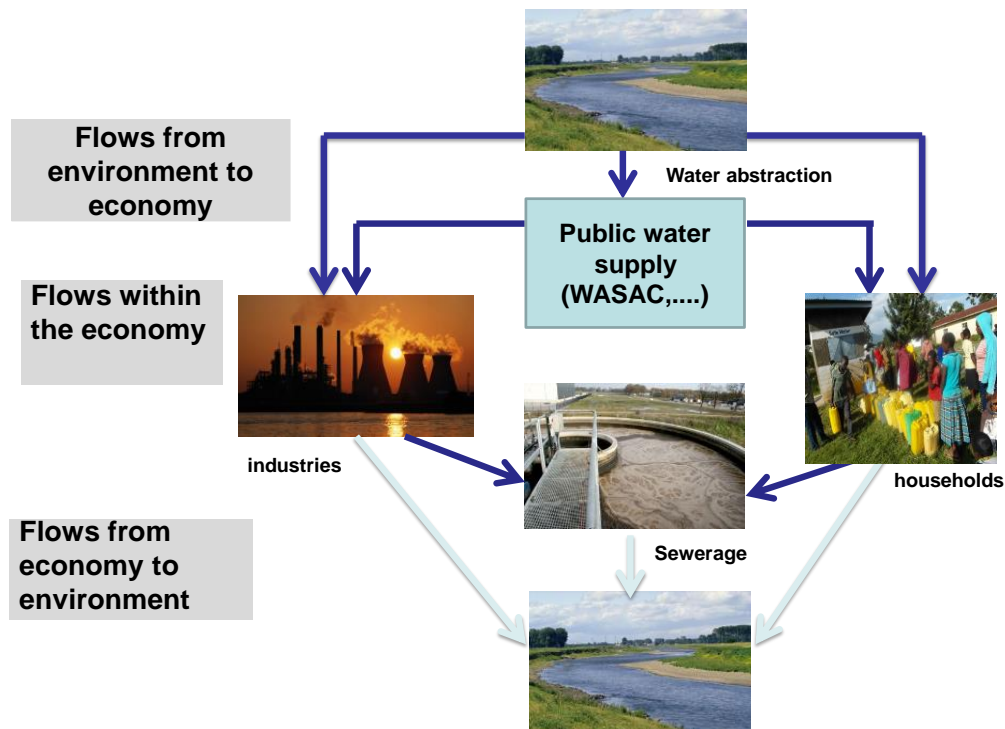 Flows from
environment to
economy
Water abstraction
Public water
supply
(WASAC,....)
Flows within
the economy
industries
households
Flows from
economy to
environment
Sewerage